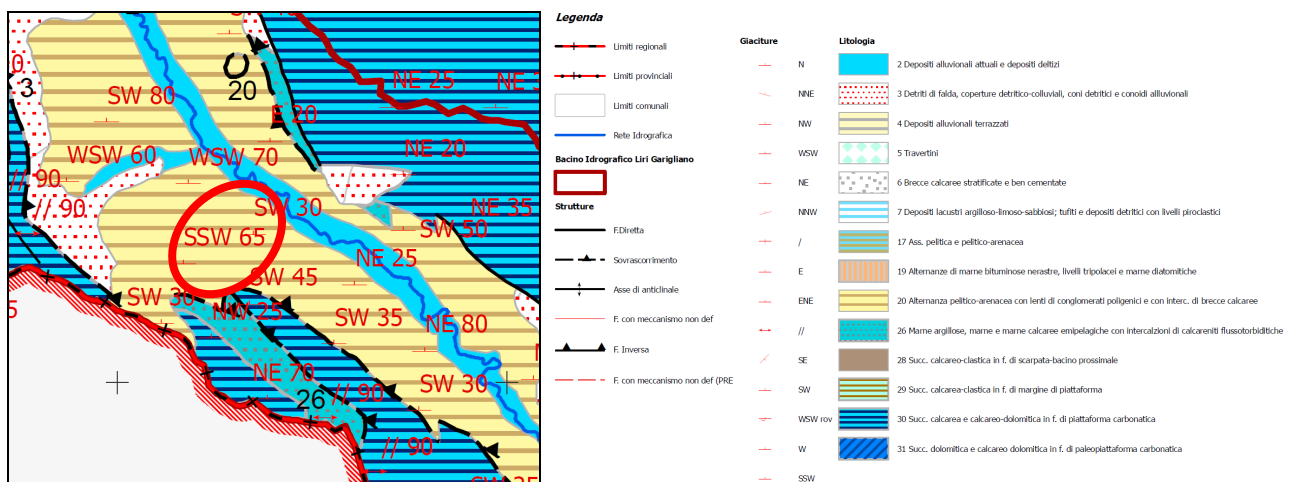 SW 80
3
20
NE 25
NE
E 20
NE 20
WSW 60
WSW 70
// 90
// 90
SW 30
NE 35
SSW 65
SW 50
NE 25
SW 45
SW 30
NW 25
SW 35
NE 80
5
NE 70
// 90
SW 30
26
// 90
Legenda
Limiti regionali
Limiti provinciali
Limiti comunali
Rete Idrografica
Bacino Idrografico Liri Garigliano
Strutture
F.Diretta
Sovrascorrimento
Asse di anticlinale
F. con meccanismo non def
F. Inversa
F. con meccanismo non def (PRE
Giaciture
N
NNE
NW
WSW
NE
NNW
/
E
ENE
//
SE
SW
WSW rov
W
SSW
Litologia
2 Depositi alluvionali attuali e depositi deltizi
3 Detriti di falda, coperture detritico-colluviali, coni detritici e conoidi allluvionali
4 Depositi alluvionali terrazzati
5 Travertini
6 Brecce calcaree stratificate e ben cementate
7 Depositi lacustri argilloso-limoso-sabbiosi; tufiti e depositi detritici con livelli piroclastici
17 Ass. pelitica e pelitico-arenacea
19 Alternanze di marne bituminose nerastre, livelli tripolacei e marne diatomitiche
20 Alternanza pelitico-arenacea con lenti di conglomerati poligenici e con interc. di brecce calcaree
26 Marne argillose, marne e marne calcaree emipelagiche con intercalzioni di calcareniti flussotorbiditiche
28 Succ. calcareo-clastica in f. di scarpata-bacino prossimale
29 Succ. calcarea-clastica in f. di margine di piattaforma
30 Succ. calcarea e calcareo-dolomitica in f. di piattaforma carbonatica
31 Succ. dolomitica e calcareo dolomitica in f. di paleopiattaforma carbonatica